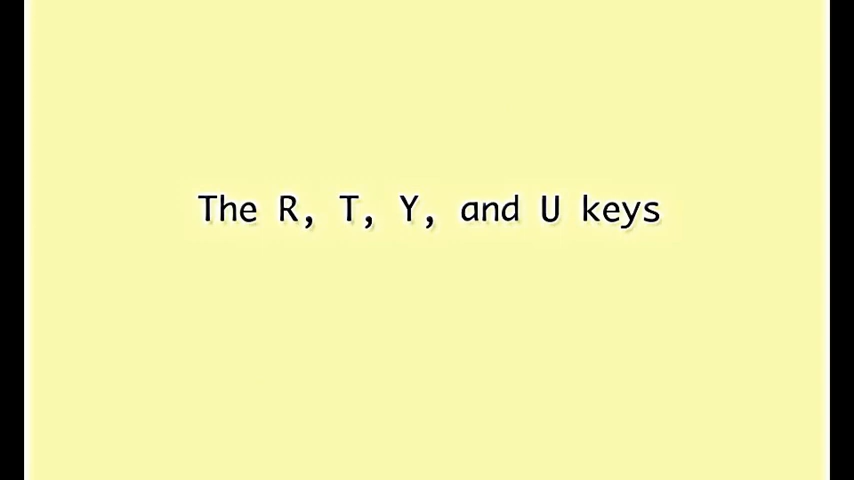 The R, T, Y, and U keys